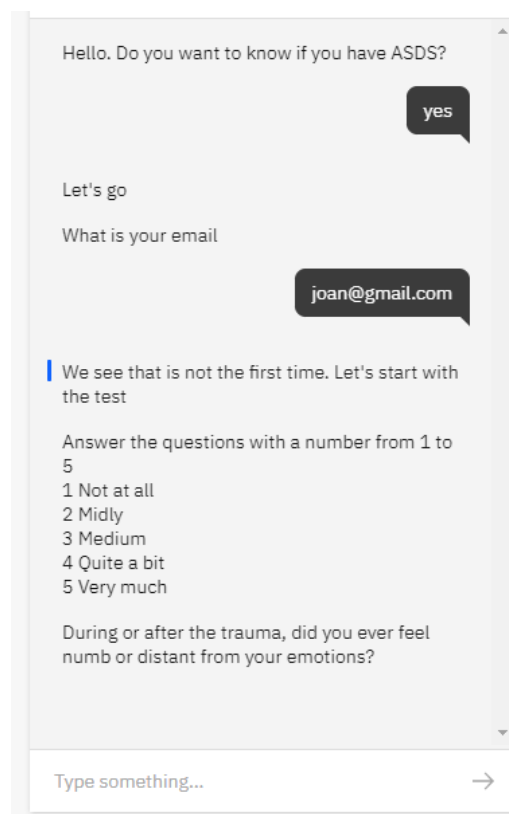 Hello. Do you want to know if you have ASDS?
yes
Let's go
What is your email
joan@gmail.com
We see that is not the first time. Let's start with
the test
Answer the questions with a number from 1 to
5
1 Not at all
2 Midly
3 Medium
4 Quite a bit
5 Very much
During or after the trauma, did you ever feel
numb or distant from your emotions?
Type something...